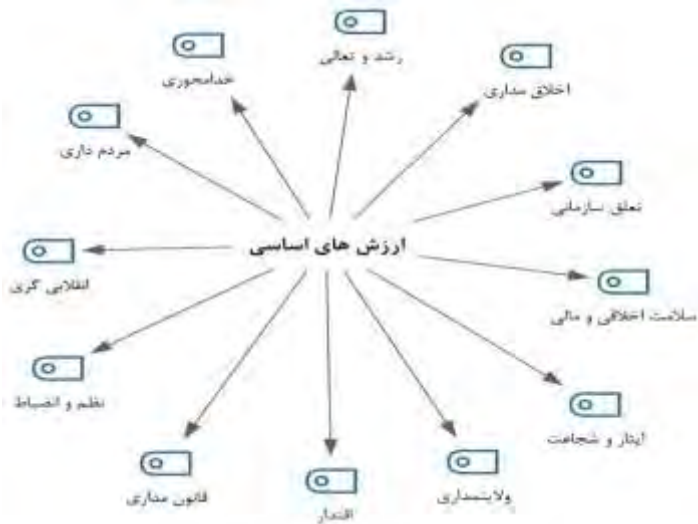 رشد و تعالی
خدامحوری
اخلاق مداری
مردم داری
تعلق سازمانی
ارزش های اساسی
انقلابی گری
سلامت اخلاقی و مالی
نظم و انضباط
ایثار و شجاعت
قانون مداری
ولایتمداری
اقتدار